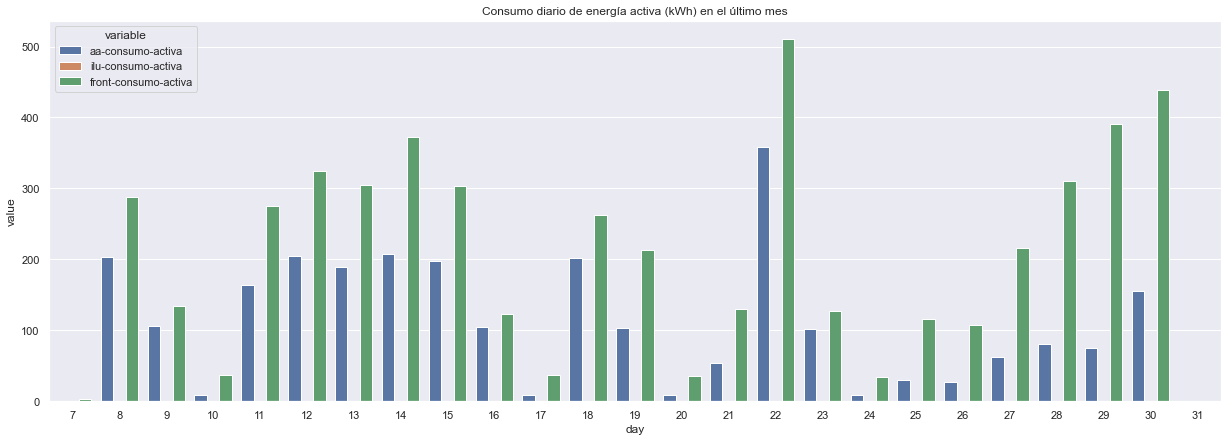 Consumo diario de energía activa (kWh) en el último mes
variable
aa-consumo-activa
ilu-consumo-activa
front-consumo-activa
500
400
300
200
100
0
value
7 8 9 10 11 12 13 14 15 16 17 18 19 20 21 22 23 24 25 26 27 28 29 30 31
day